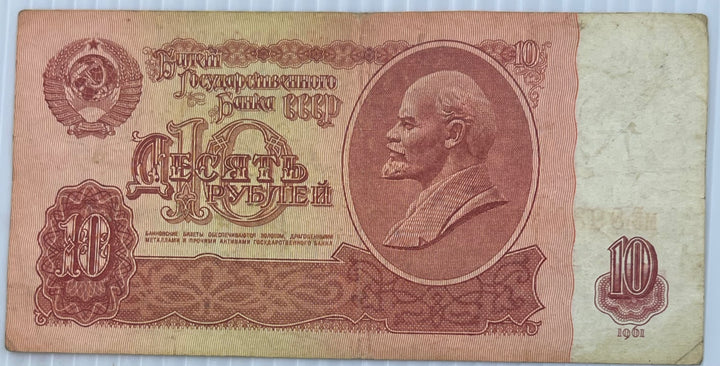 10
Билет
Государственного
Банка СССР
10
Десять
рублей
БАНКОВСКИЕ БИЛЕТЫ ОБЕСПЕЧИВАЮТСЯ ЗОЛОТОМ, ДРАГОЦЕННЫМИ
МЕТАЛЛАМИ И ПРОЧИМИ АКТИВАМИ ГОСУДАРСТВЕННОГО БАНКА
10
10
1961